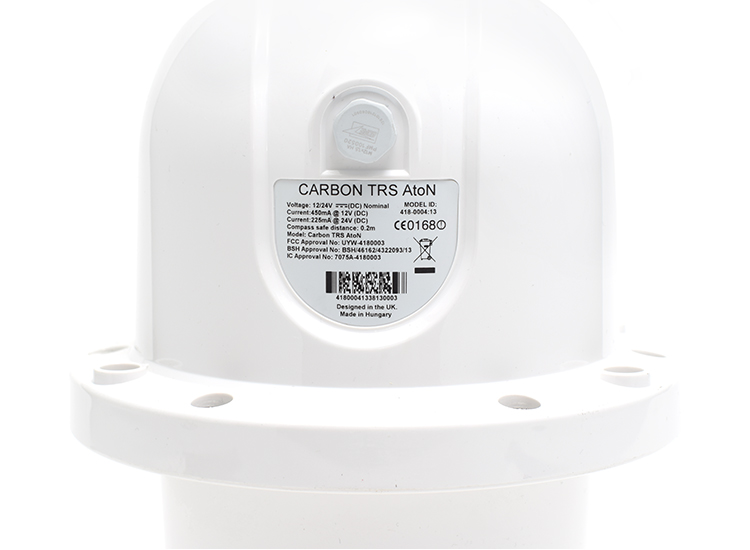 CARBON TRS AtoN
Voltage: 12/24V (DC) Nominal
Current:450mA @ 12V (DC)
Current:225mA @ 24V (DC)
Compass safe distance: 0.2m
Model: Carbon TRS AtoN
FCC Approval No: UYW-4180003
BSH Approval No: BSH/46162/4322093/13
IC Approval No: 7075A-4180003
MODEL ID:
418-0004:13
CE0168
41800041338130003
Designed in the UK.
Made in Hungary